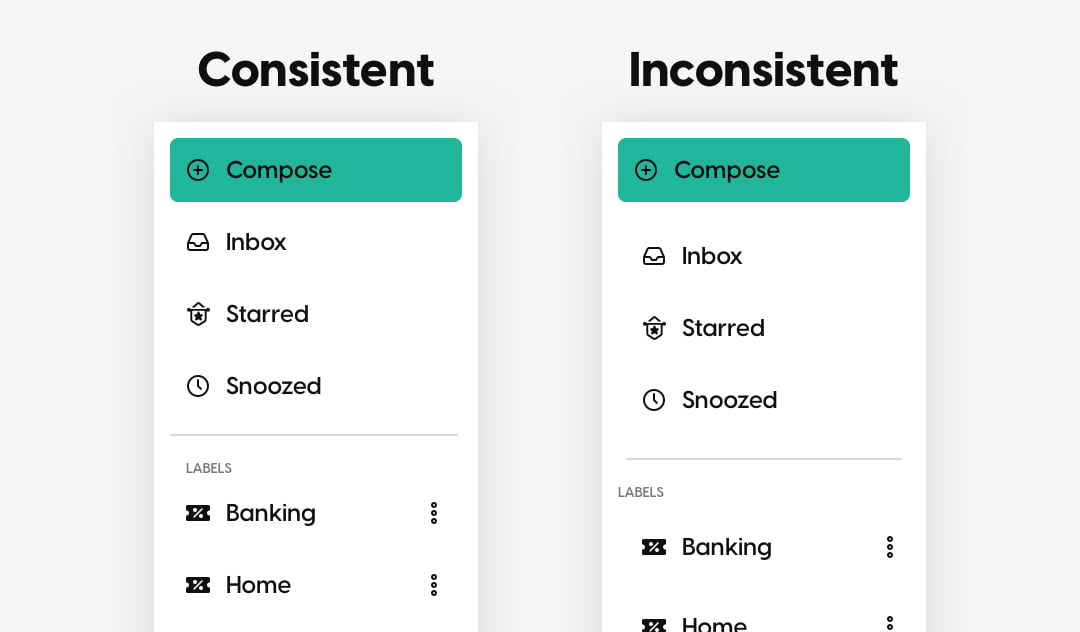 Consistent
Compose
Inbox
Starred
Snoozed
LABELS
Banking
Home
Inconsistent
Compose
Inbox
Starred
Snoozed
LABELS
Banking
Home